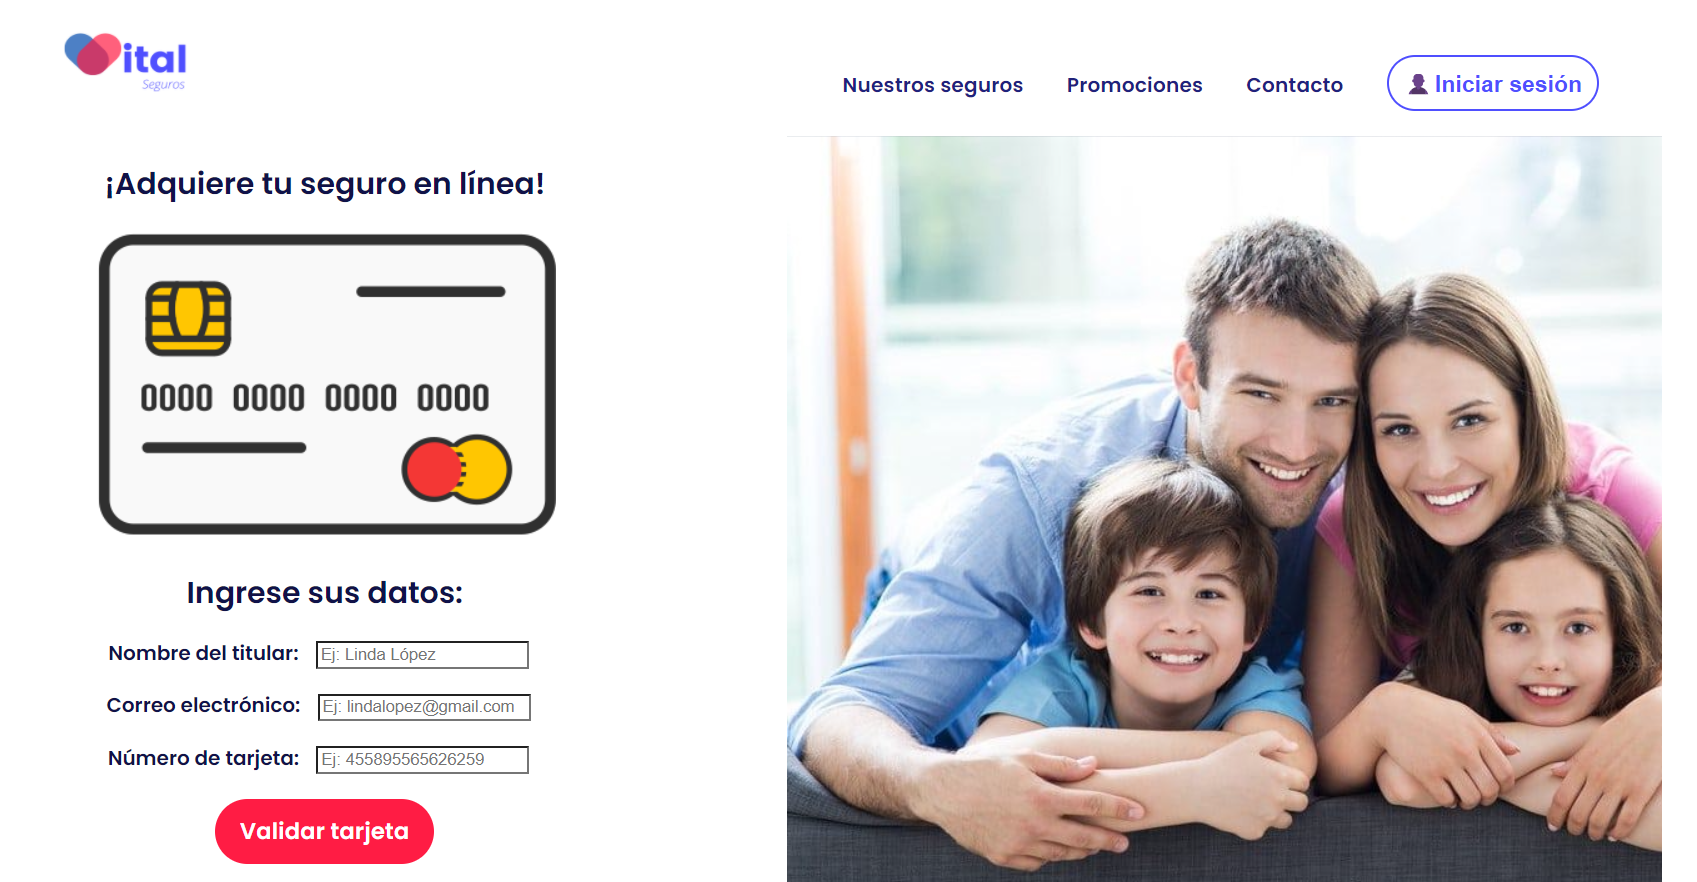 ital
Seguros
Nuestros seguros
Promociones
Contacto
Iniciar sesión
¡Adquiere tu seguro en línea!
0000 0000 0000 0000
Ingrese sus datos:
Nombre del titular: Ej: Linda López
Correo electrónico: Ej: lindalopez@gmail.com
Número de tarjeta: Ej: 455895565626259
Validar tarjeta